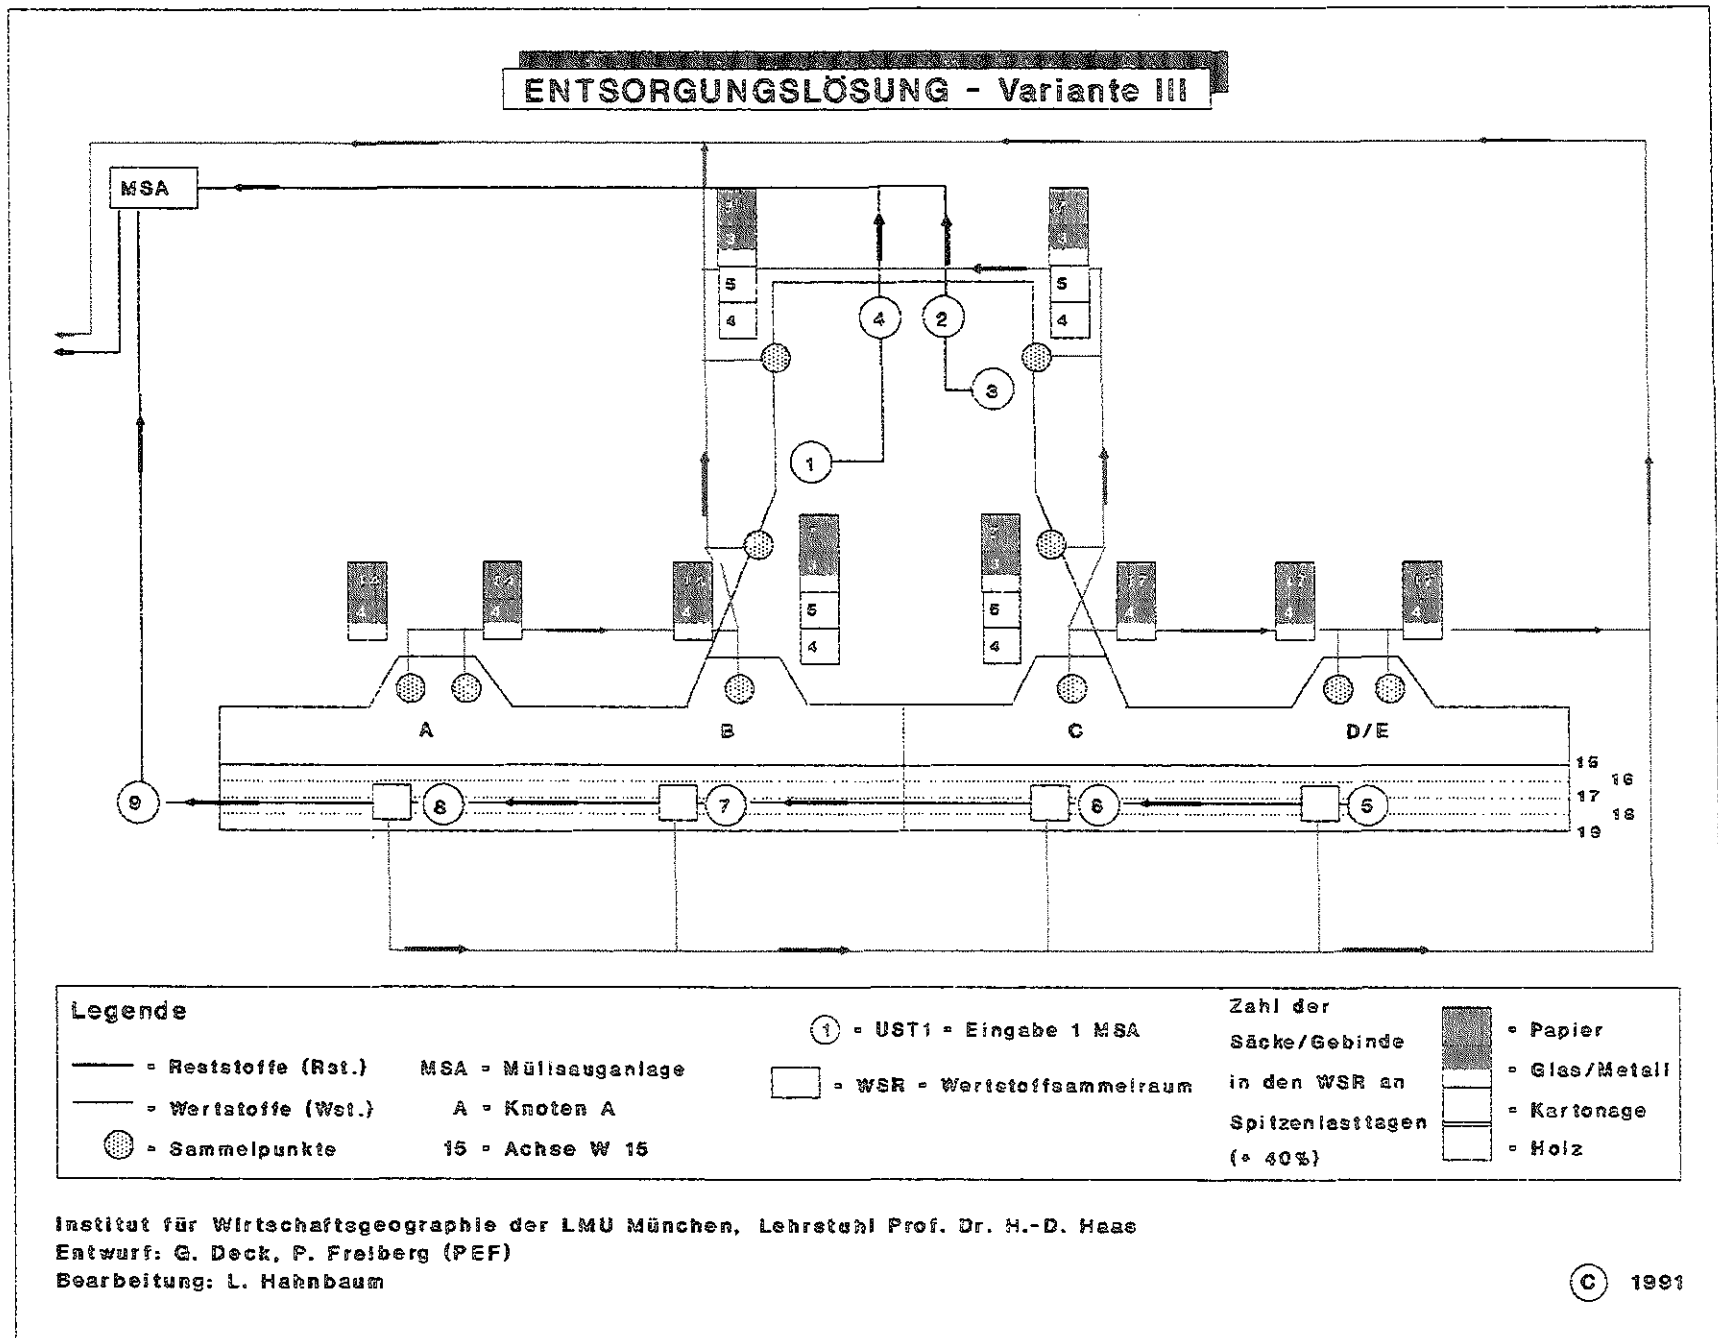 ENTSORGUNGSLÖSUNG - Variante III
MSA
5
4
5
4
4
2
3
1
5
4
5
4
4
4
4
17
4
17
4
4
A
B
C
D/E
15
16
17
18
19
9
8
7
6
5
Legende
= Reststoffe (Rst.)
= Wertstoffe (Wst.)
= Sammelpunkte
MSA = Müllsauganlage
A = Knoten A
15 = Achse W 15
1 = UST1 = Eingabe 1 MSA
= WSR = Wertstoffsammelraum
Zahl der
Säcke/Gebinde
in den WSR an
Spitzenlasttagen
(+ 40%)
= Papier
= Glas/Metall
= Kartonage
= Holz
Institut für Wirtschaftsgeographie der LMU München, Lehrstuhl Prof. Dr. H.-D. Haas
Entwurf: G. Deck, P. Freiberg (PEF)
Bearbeitung: L. Hahnbaum
C 1991